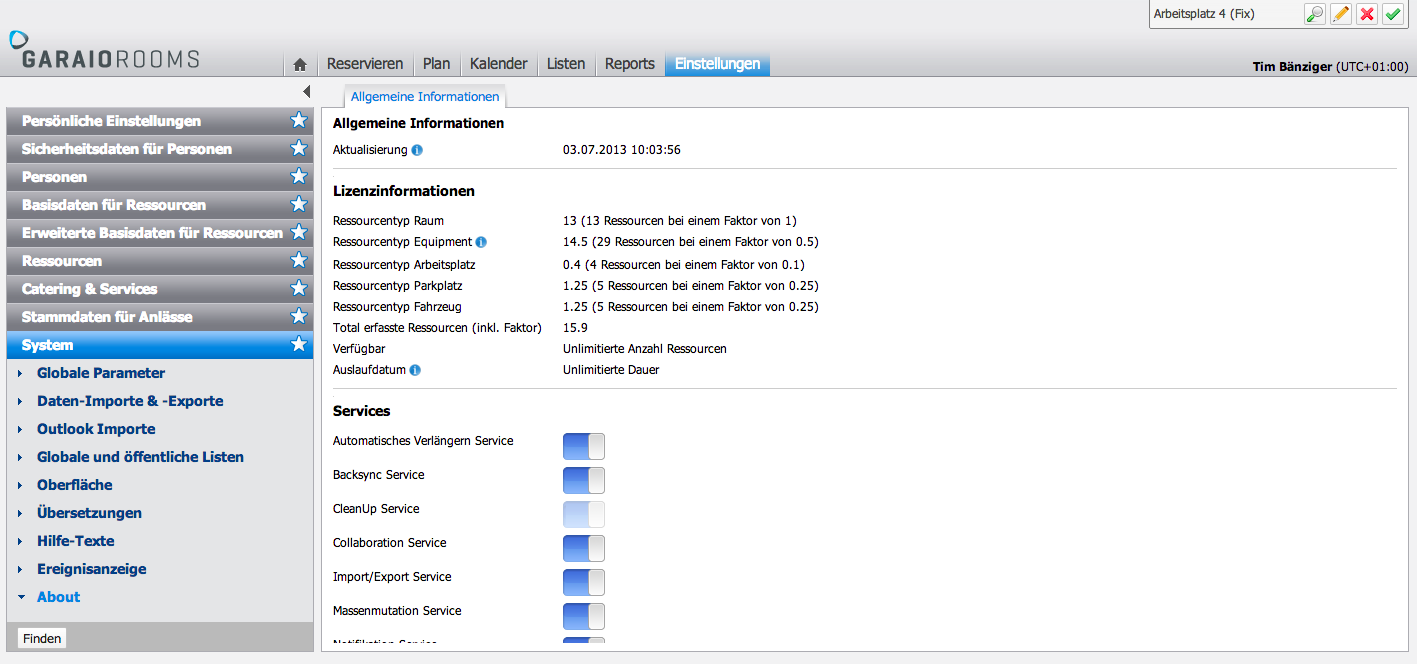 Arbeitsplatz 4 (Fix)
GARAIOROOMS
Reservieren Plan Kalender Listen Reports Einstellungen
Tim Bänziger (UTC+01:00)
Persönliche Einstellungen
Sicherheitsdaten für Personen
Personen
Basisdaten für Ressourcen
Erweiterte Basisdaten für Ressourcen
Ressourcen
Catering & Services
Stammdaten für Anlässe
System
Globale Parameter
Daten-Importe & -Exporte
Outlook Importe
Globale und öffentliche Listen
Oberfläche
Übersetzungen
Hilfe-Texte
Ereignisanzeige
About
Finden
Allgemeine Informationen
Allgemeine Informationen
Aktualisierung 03.07.2013 10:03:56
Lizenzinformationen
Ressourcentyp Raum 13 (13 Ressourcen bei einem Faktor von 1)
Ressourcentyp Equipment 14.5 (29 Ressourcen bei einem Faktor von 0.5)
Ressourcentyp Arbeitsplatz 0.4 (4 Ressourcen bei einem Faktor von 0.1)
Ressourcentyp Parkplatz 1.25 (5 Ressourcen bei einem Faktor von 0.25)
Ressourcentyp Fahrzeug 1.25 (5 Ressourcen bei einem Faktor von 0.25)
Total erfasste Ressourcen (inkl. Faktor) 15.9
Verfügbar Unlimitierte Anzahl Ressourcen
Auslaufdatum Unlimitierte Dauer
Services
Automatisches Verlängern Service
Backsync Service
CleanUp Service
Collaboration Service
Import/Export Service
Massenmutation Service
Notifikation Service